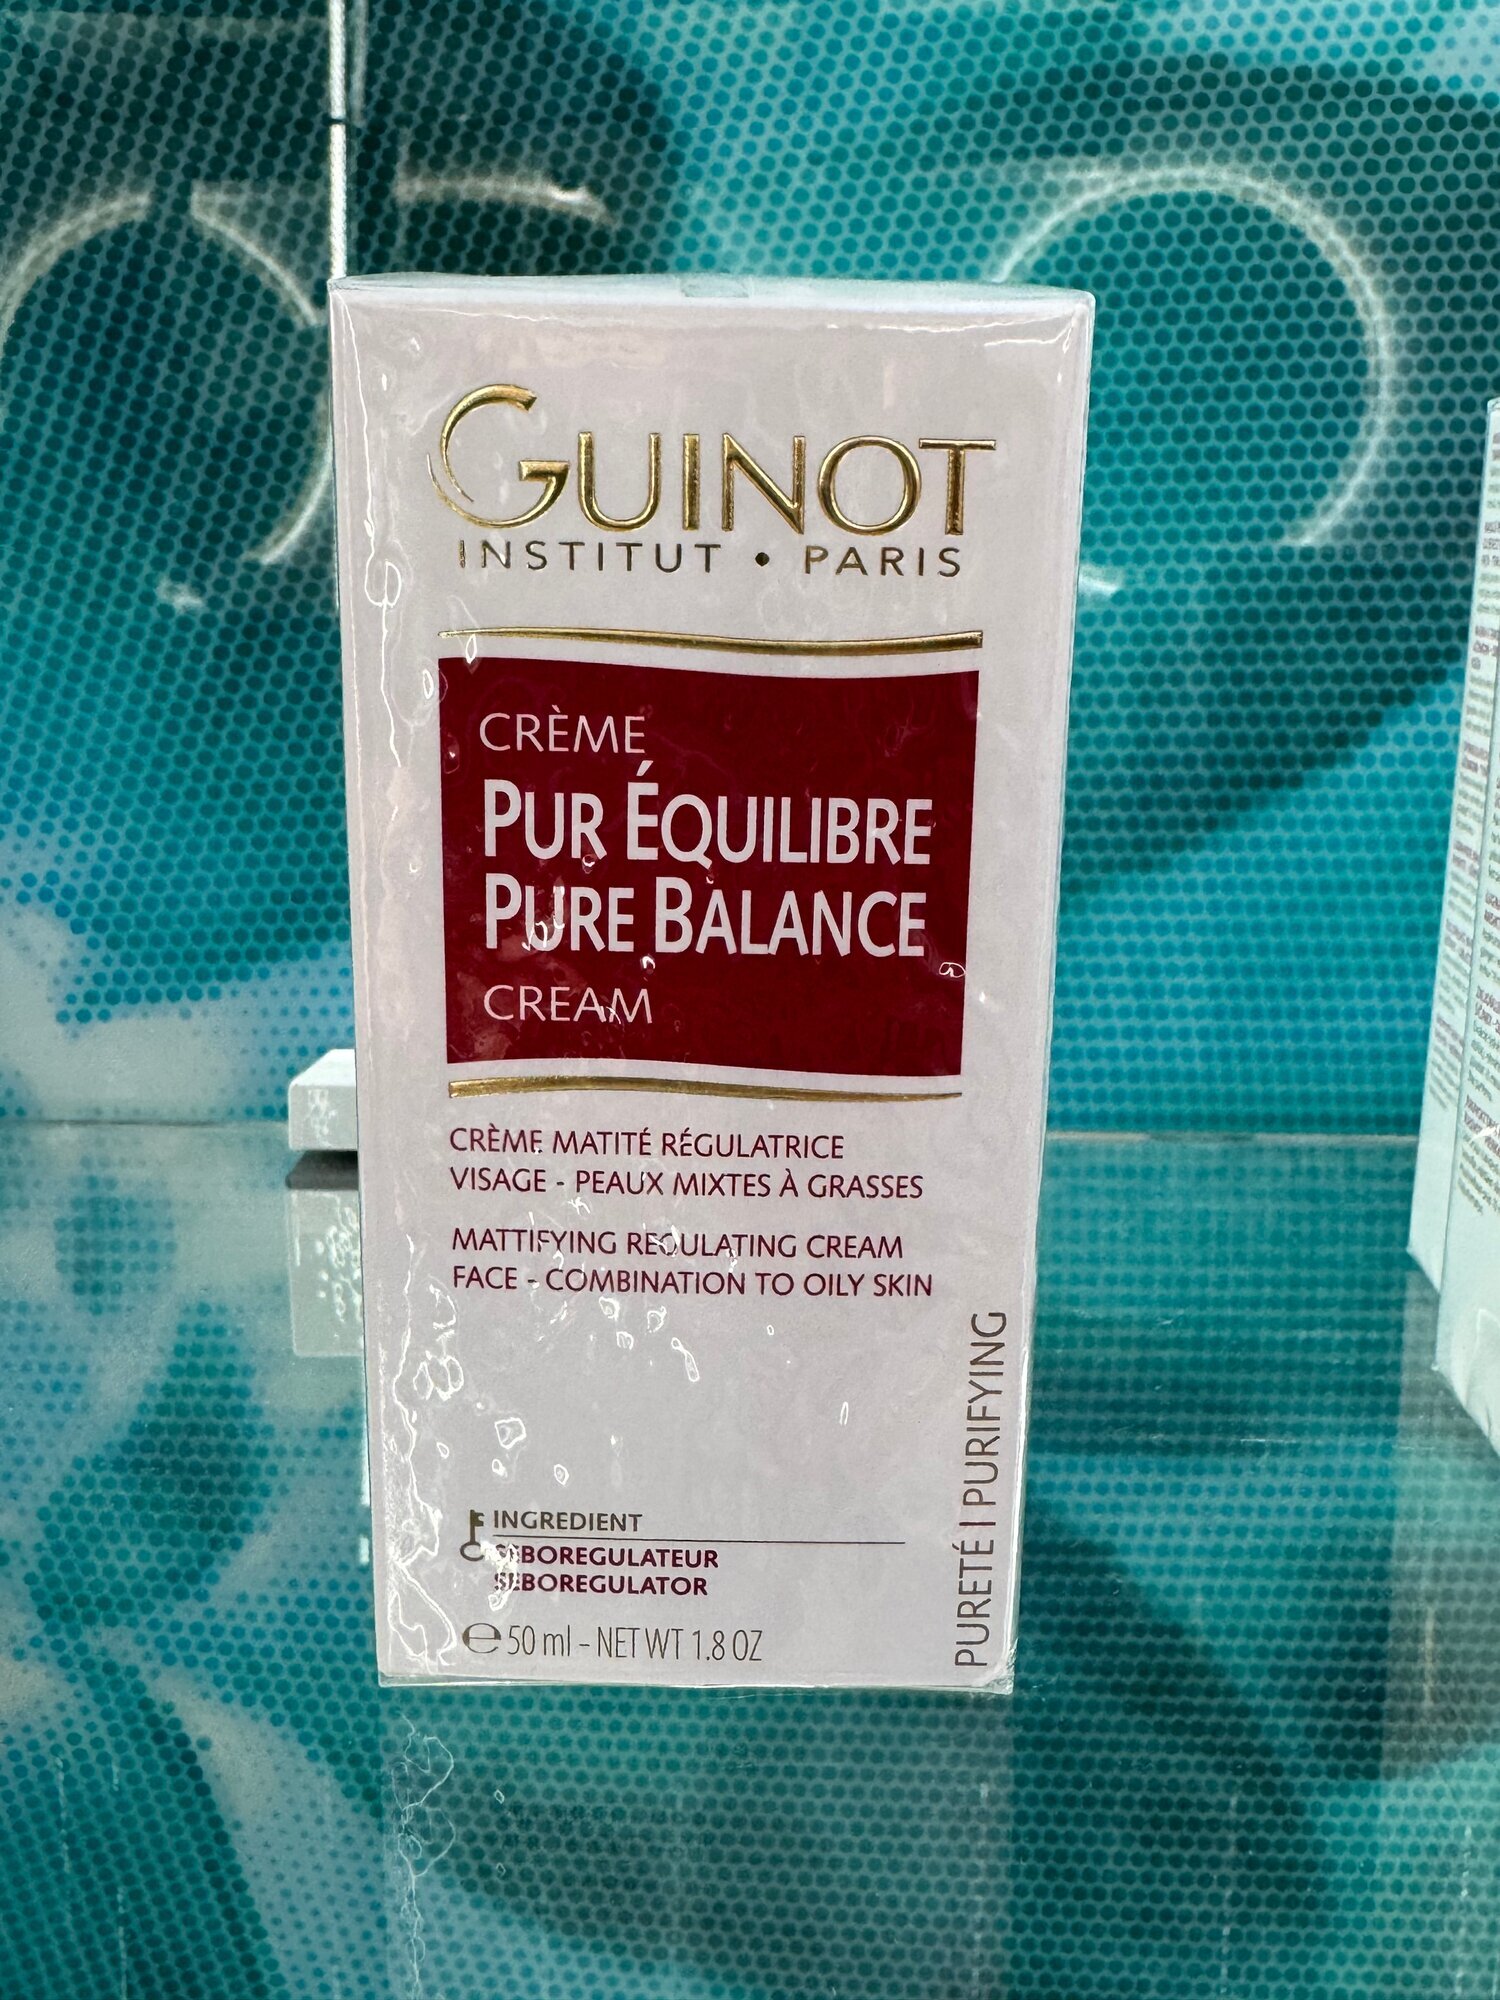 GUINOT
INSTITUT • PARIS
CRÈME
PUR ÉQUILIBRE
PURE BALANCE
CREAM
CRÈME MATITÉ RÉGULATRICE
VISAGE - PEAUX MIXTES À GRASSES
MATTIFYING REGULATING CREAM
FACE - COMBINATION TO OILY SKIN
PURETÉ | PURIFYING
INGREDIENT
SÉBOREGULATEUR
SEBOREGULATOR
℮ 50 ml - NET WT 1.8 OZ